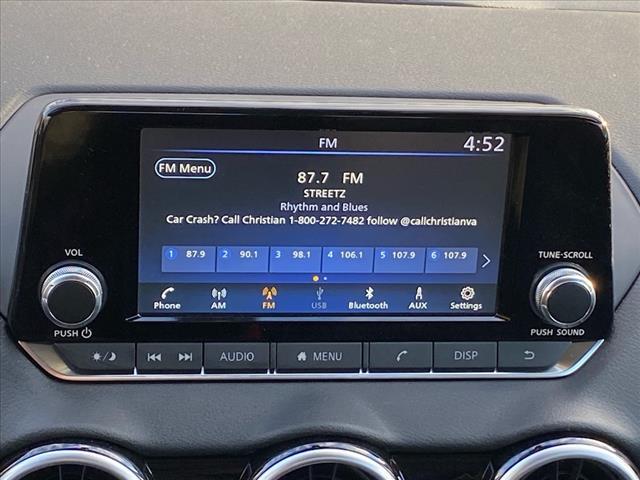 FM 4:52
FM Menu
87.7 FM
STREETZ
Rhythm and Blues
Car Crash? Call Christian 1-800-272-7482 follow @callchristianva
1 87.9 2 90.1 3 98.1 4 106.1 5 107.9 6 107.9
Phone AM FM USB Bluetooth AUX Settings
VOL
PUSH
TUNE·SCROLL
PUSH SOUND
AUDIO MENU DISP